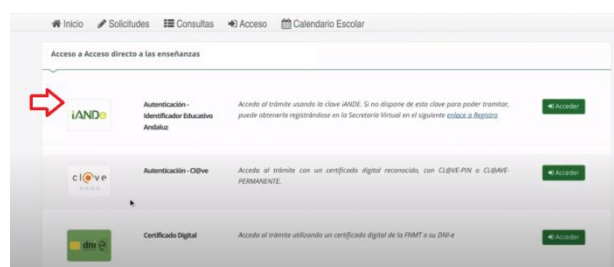 Inicio Solicitudes Consultas Acceso Calendario Escolar
Acceso a Acceso directo a las enseñanzas
iANDe
Autenticación -
Identificador Educativo
Andaluz
Acceda al trámite usando la clave iANDE. Si no dispone de esta clave para poder tramitar,
puede obtenerla registrándose en la Secretaría Virtual en el siguiente enlace a Registro
Acceder
cl@ve
Autenticación - Cl@ve
Acceda al trámite con un certificado digital reconocido, con CL@VE-PIN o CL@AVE-
PERMANENTE.
Acceder
dni e
Certificado Digital
Acceda al trámite utilizando un certificado digital de la FNMT o su DNI-e
Acceder